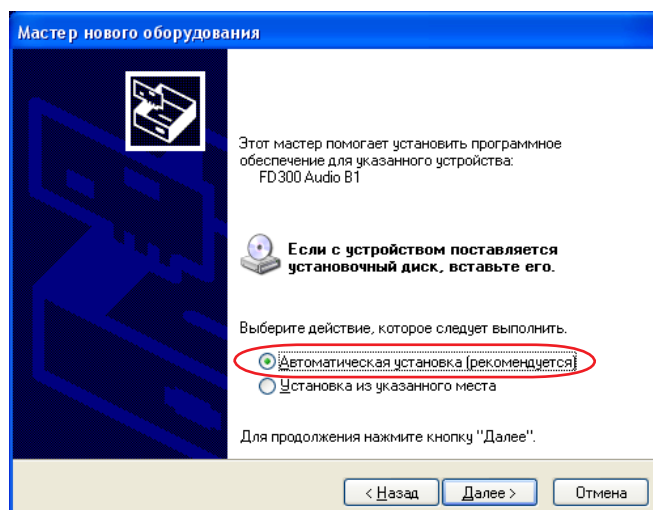 Мастер нового оборудования
Этот мастер помогает установить программное
обеспечение для указанного устройства:
FD300 Audio B1
Если с устройством поставляется
установочный диск, вставьте его.
Выберите действие, которое следует выполнить.
Автоматическая установка (рекомендуется)
Установка из указанного места
Для продолжения нажмите кнопку "Далее".
< Назад Далее > Отмена